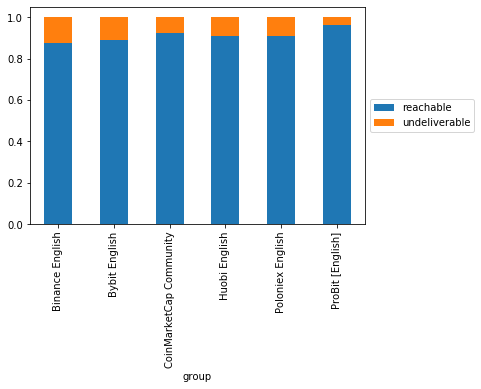 1.0
0.8
0.6
0.4
0.2
0.0
reachable
undeliverable
Binance English
Bybit English
CoinMarketCap Community
Huobi English
Poloniex English
ProBit [English]
group